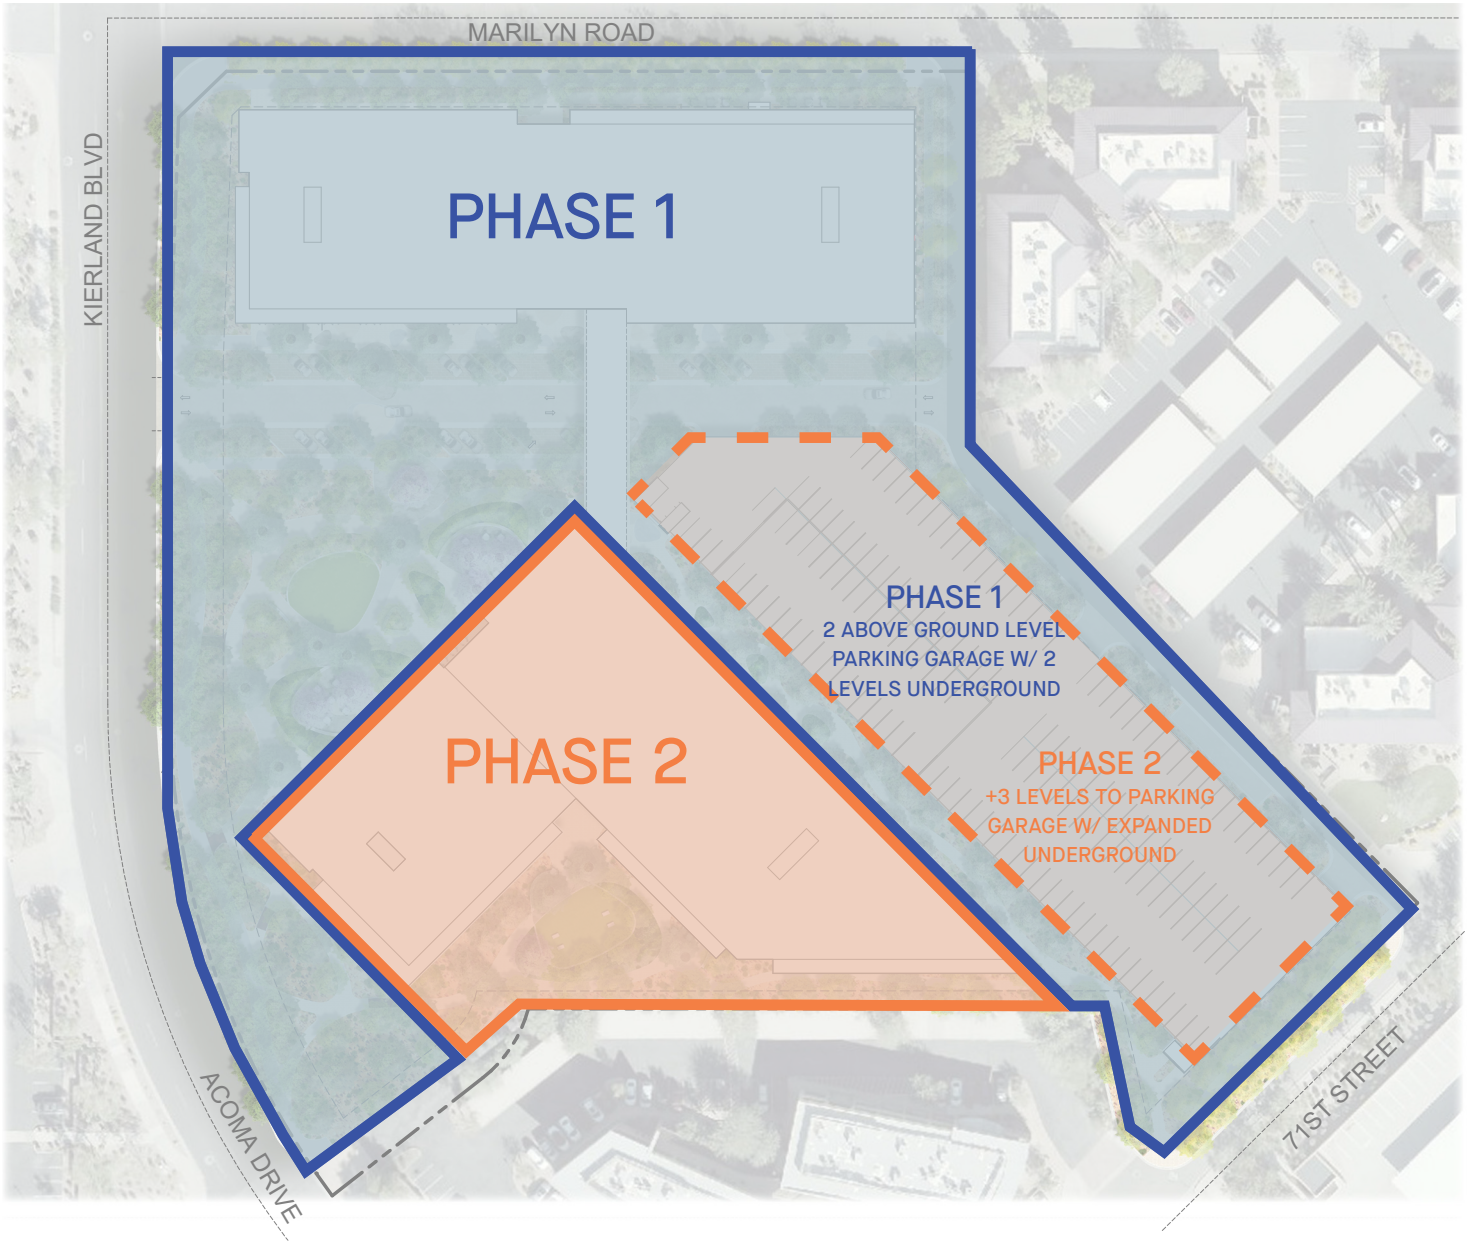 MARILYN ROAD
KIERLAND BLVD
PHASE 1
PHASE 1
2 ABOVE GROUND LEVEL
PARKING GARAGE W/ 2
LEVELS UNDERGROUND
PHASE 2
PHASE 2
+3 LEVELS TO PARKING
GARAGE W/ EXPANDED
UNDERGROUND
ACOMA DRIVE
71ST STREET